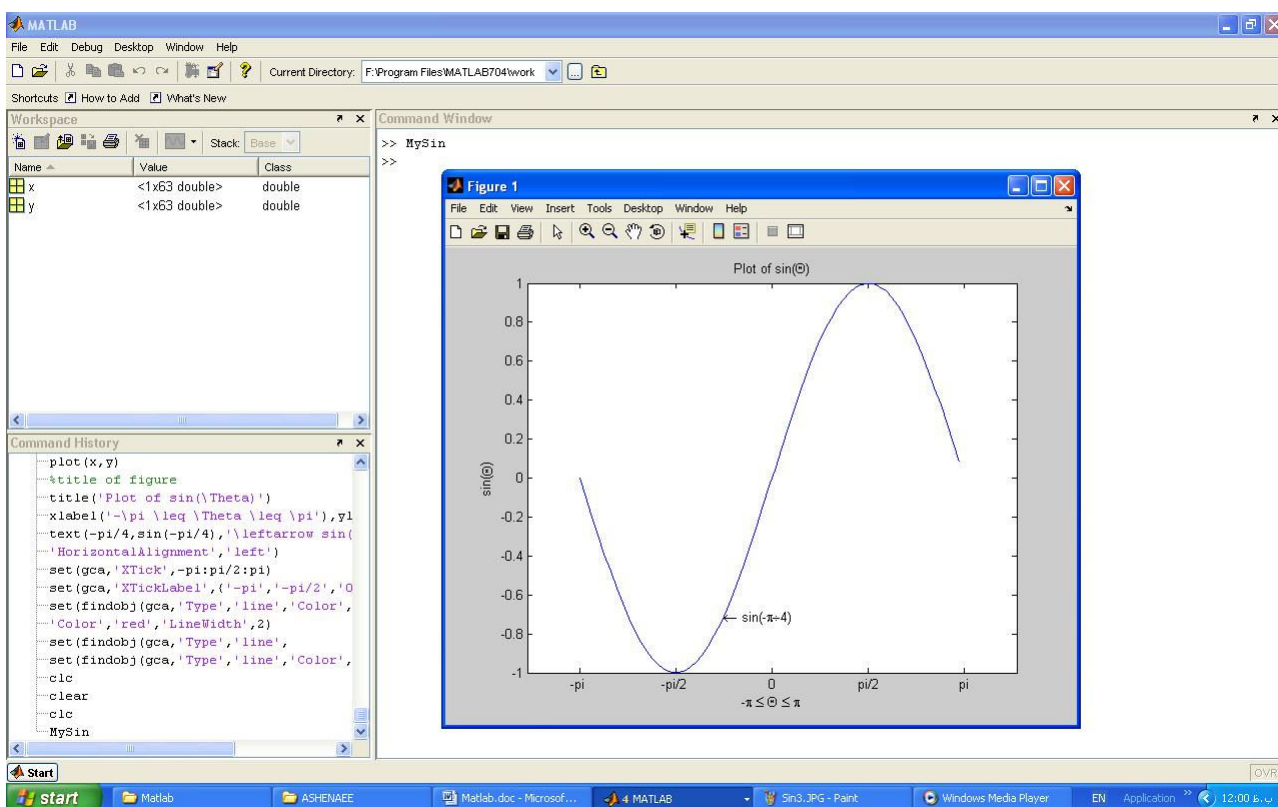 MATLAB
File Edit Debug Desktop Window Help
Current Directory: F:\Program Files\MATLAB704\work
Shortcuts How to Add What's New
Workspace
Stack: Base
Name Value Class
x <1x63 double> double
y <1x63 double> double
Command History
plot(x,y)
%title of figure
title('Plot of sin(\Theta)')
xlabel('-\pi \leq \Theta \leq \pi'),yl
text(-pi/4,sin(-pi/4),'\leftarrow sin(
'HorizontalAlignment','left')
set(gca,'XTick',-pi:pi/2:pi)
set(gca,'XTickLabel',{'-pi','-pi/2','0
set(findobj(gca,'Type','line','Color',
'Color','red','LineWidth',2)
set(findobj(gca,'Type','line',
set(findobj(gca,'Type','line','Color',
clc
clear
clc
MySin
Command Window
>> MySin
>>
Figure 1
File Edit View Insert Tools Desktop Window Help
Plot of sin(Θ)
1
0.8
0.6
0.4
0.2
0
-0.2
-0.4
-0.6
-0.8
-1
sin(Θ)
← sin(-π÷4)
-pi -pi/2 0 pi/2 pi
-π ≤ Θ ≤ π
Start
OVR
start Matlab ASHENAEE Matlab.doc - Microsof... 4 MATLAB Sin3.JPG - Paint Windows Media Player EN Application » 12:00 ب.ظ